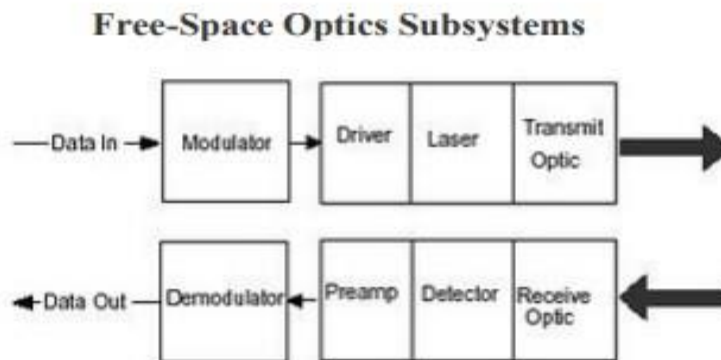 Free-Space Optics Subsystems
Data In
Modulator
Driver
Laser
Transmit
Optic
Data Out
Demodulator
Preamp
Detector
Receive
Optic